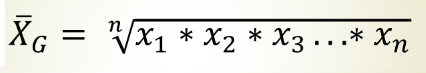 X̄_G = ⁿ√(x₁ * x₂ * x₃ …* xₙ)